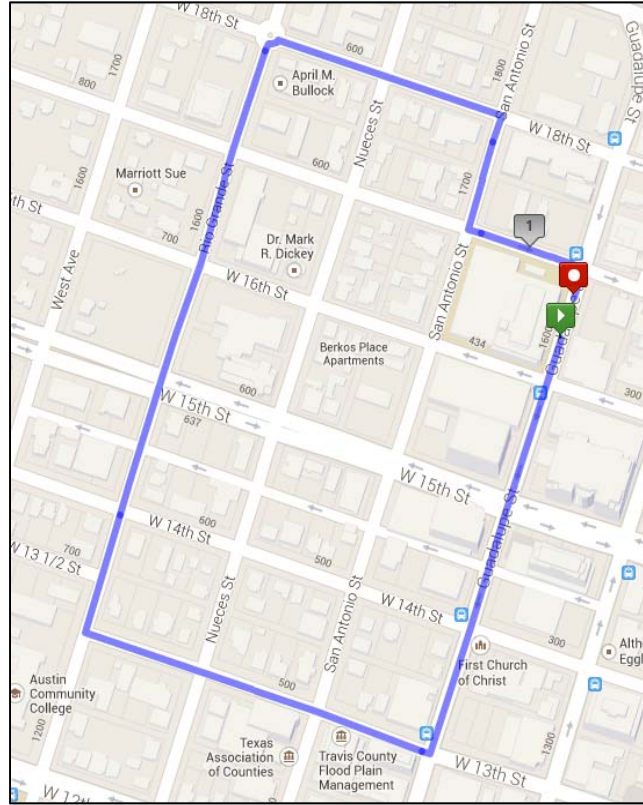 W 18th St
600
Guadalupe St
1700
800
April M.
Bullock
1800
San Antonio St
Nueces St
W 18th St
600
1700
Marriott Sue
1600
Rio Grande St
1600
1
th St
700
Dr. Mark
R. Dickey
West Ave
W 16th St
San Antonio St
1600
Guadalupe St
Berkos Place
Apartments
434
300
W 15th St
600
637
W 15th St
Guadalupe St
W 14th St
600
700
W 13 1/2 St
500
Nueces St
San Antonio St
W 14th St
300
First Church
of Christ
Althe
Eggl
Austin
Community
College
500
1200
Texas
Association
of Counties
Travis County
Flood Plain
Management
1300
W 13th St
W 12th